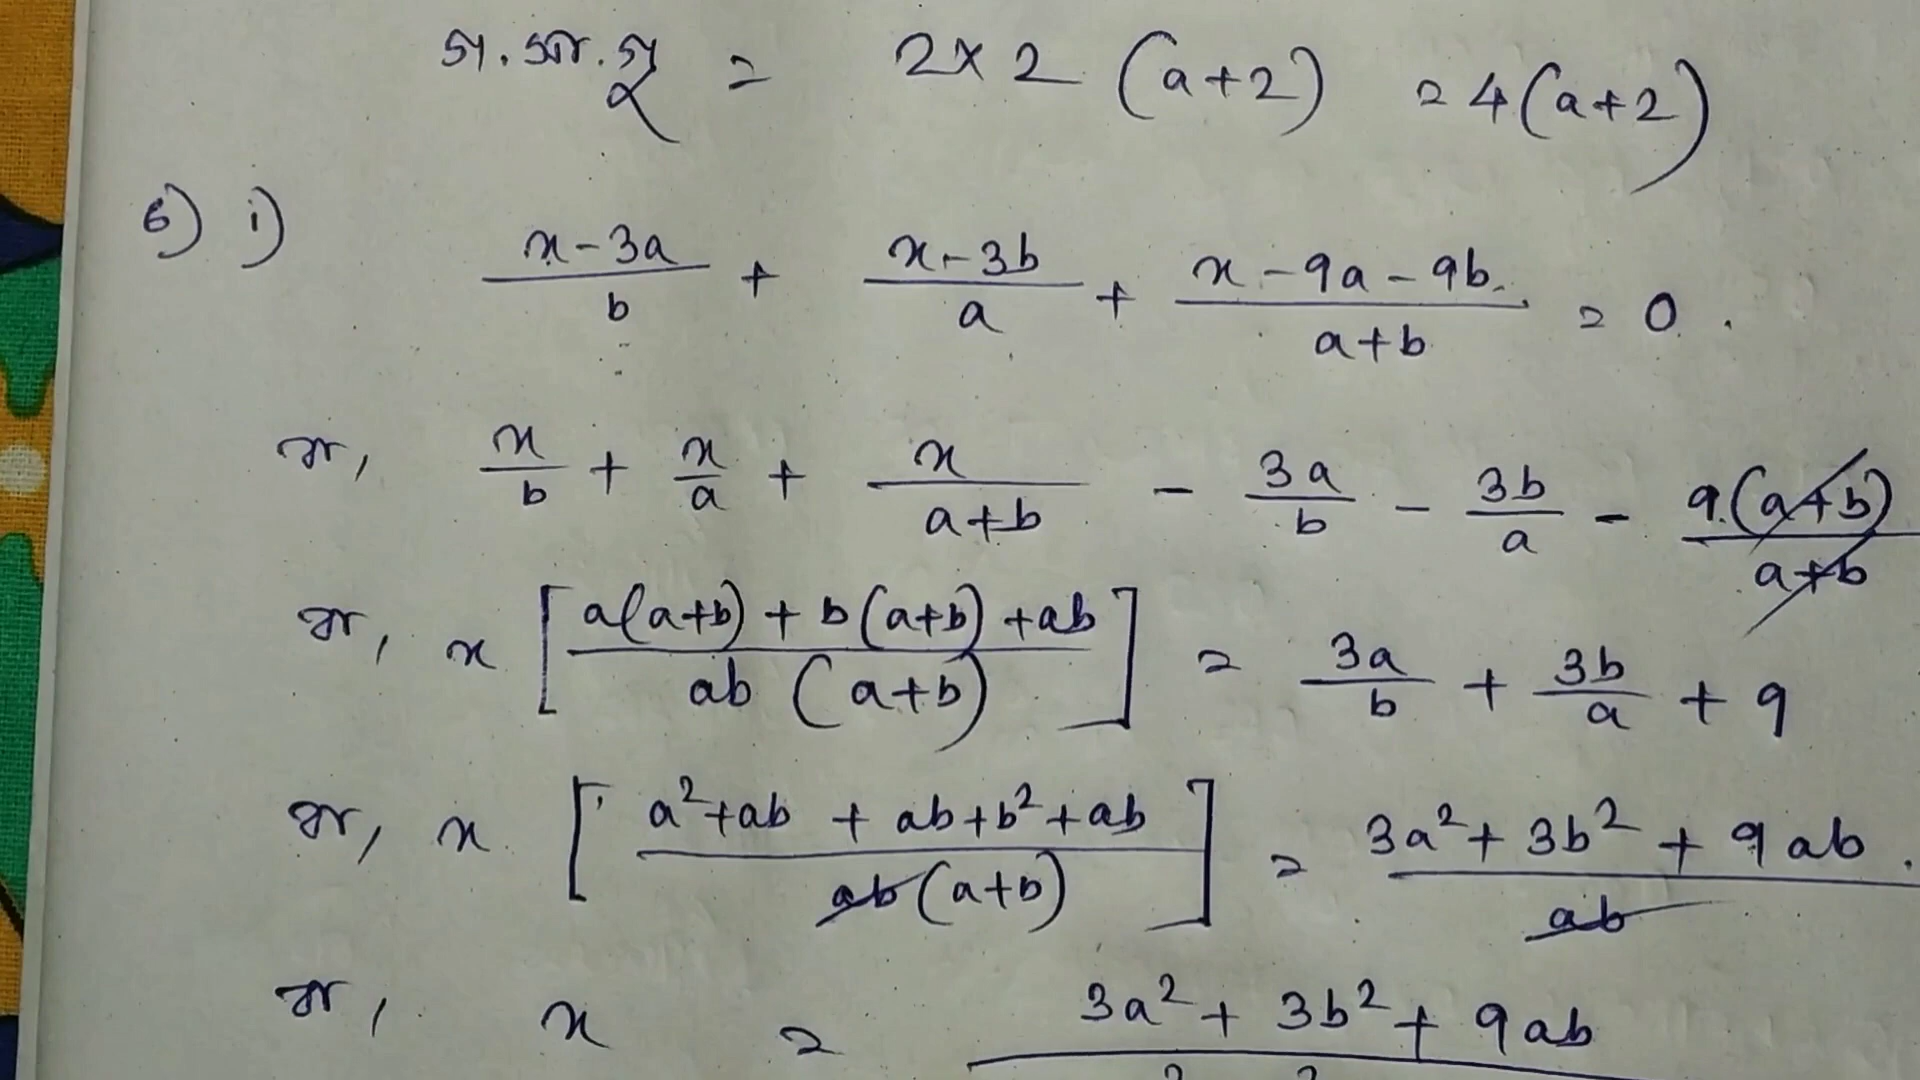 গ.সা.গু = 2×2 (a+2) = 4(a+2)
6) i) (x-3a)/b + (x-3b)/a + (x-9a-9b)/(a+b) = 0.
বা, x/b + x/a + x/(a+b) - 3a/b - 3b/a - 9.(a+b)/(a+b)
বা, x [(a(a+b) + b(a+b) + ab)/(ab(a+b))] = 3a/b + 3b/a + 9
বা, x [(a²+ab + ab+b²+ab)/(ab(a+b))] = (3a²+3b²+9ab)/ab.
বা, x = 3a²+3b²+9ab